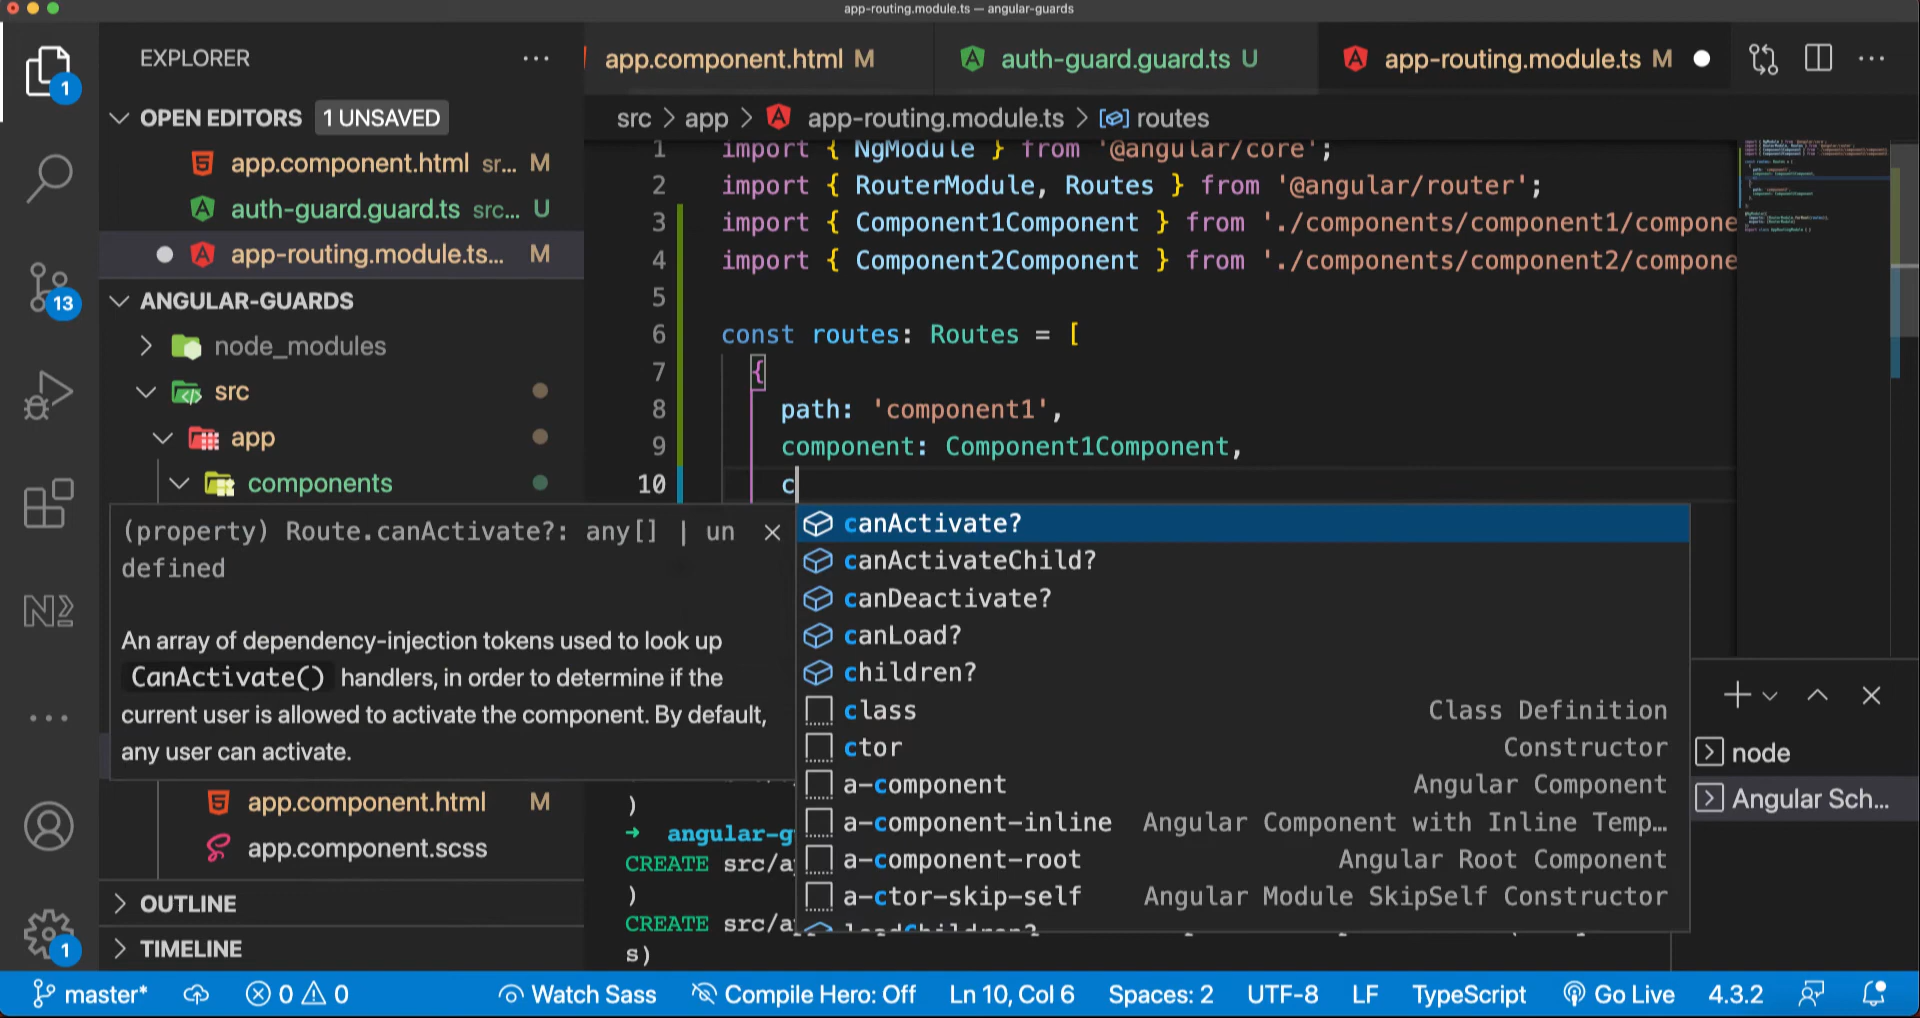 app-routing.module.ts — angular-guards
EXPLORER
app.component.html M
auth-guard.guard.ts U
app-routing.module.ts M
1
OPEN EDITORS 1 UNSAVED
src > app > app-routing.module.ts > routes
app.component.html sr... M
auth-guard.guard.ts src... U
app-routing.module.ts... M
13
ANGULAR-GUARDS
node_modules
src
app
components
1 import { NgModule } from '@angular/core';
2 import { RouterModule, Routes } from '@angular/router';
3 import { Component1Component } from './components/component1/compone
4 import { Component2Component } from './components/component2/compone
5
6 const routes: Routes = [
7 {
8 path: 'component1',
9 component: Component1Component,
10 c
(property) Route.canActivate?: any[] | un
defined
An array of dependency-injection tokens used to look up
CanActivate() handlers, in order to determine if the
current user is allowed to activate the component. By default,
any user can activate.
canActivate?
canActivateChild?
canDeactivate?
canLoad?
children?
class Class Definition
ctor Constructor
a-component Angular Component
a-component-inline Angular Component with Inline Temp...
a-component-root Angular Root Component
a-ctor-skip-self Angular Module SkipSelf Constructor
loadChildren?
node
Angular Sch...
app.component.html M
app.component.scss
)
→ angular-g
CREATE src/a
)
CREATE src/a
s)
OUTLINE
1
TIMELINE
master* 0 0 Watch Sass Compile Hero: Off Ln 10, Col 6 Spaces: 2 UTF-8 LF TypeScript Go Live 4.3.2